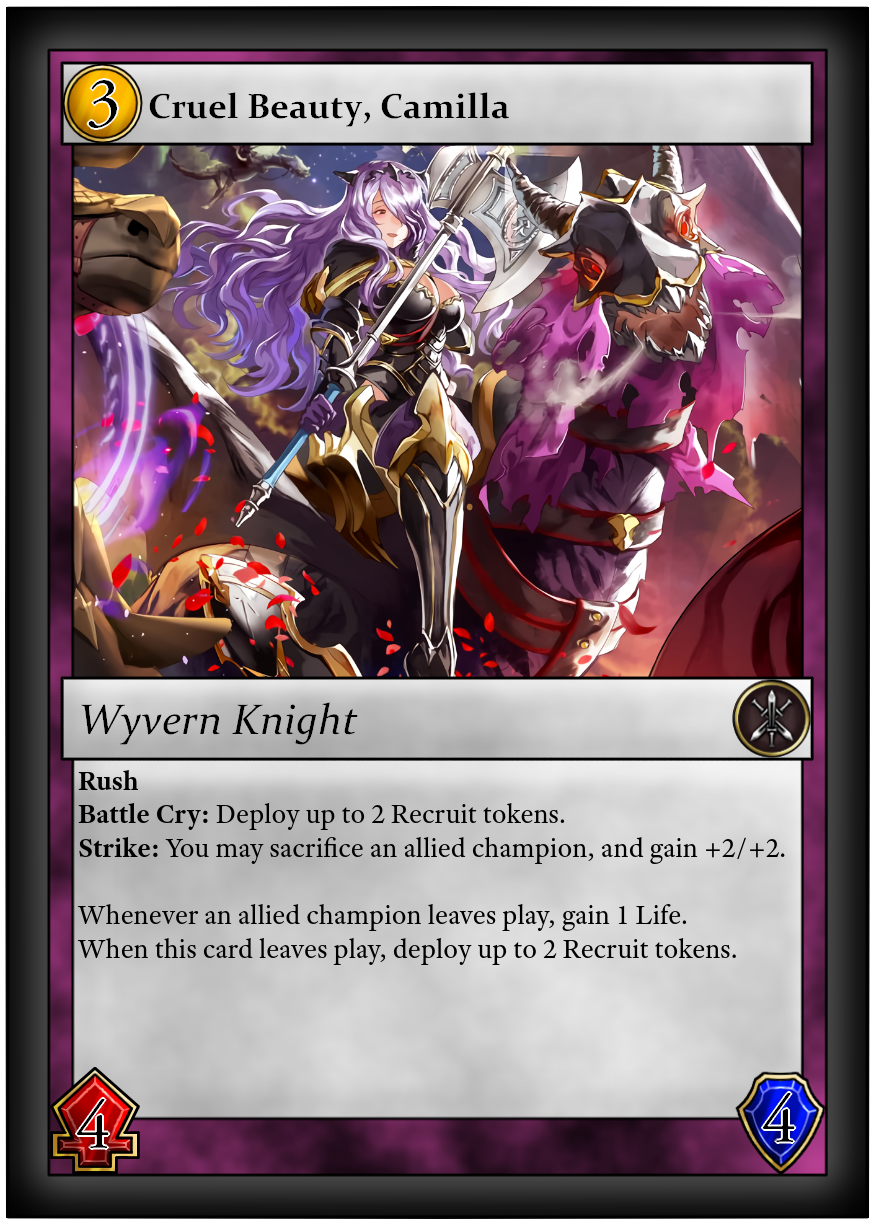 3
Cruel Beauty, Camilla
Wyvern Knight
Rush
Battle Cry: Deploy up to 2 Recruit tokens.
Strike: You may sacrifice an allied champion, and gain +2/+2.
Whenever an allied champion leaves play, gain 1 Life.
When this card leaves play, deploy up to 2 Recruit tokens.
4
4